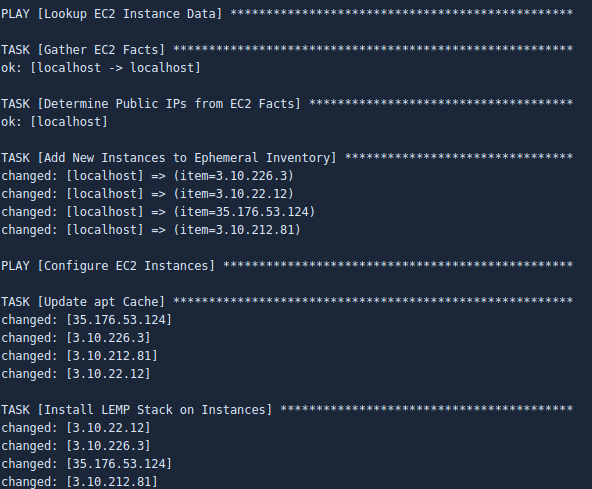 PLAY [Lookup EC2 Instance Data] ************************************************
TASK [Gather EC2 Facts] ********************************************************
ok: [localhost -> localhost]
TASK [Determine Public IPs from EC2 Facts] *************************************
ok: [localhost]
TASK [Add New Instances to Ephemeral Inventory] ********************************
changed: [localhost] => (item=3.10.226.3)
changed: [localhost] => (item=3.10.22.12)
changed: [localhost] => (item=35.176.53.124)
changed: [localhost] => (item=3.10.212.81)
PLAY [Configure EC2 Instances] *************************************************
TASK [Update apt Cache] ********************************************************
changed: [35.176.53.124]
changed: [3.10.226.3]
changed: [3.10.212.81]
changed: [3.10.22.12]
TASK [Install LEMP Stack on Instances] *****************************************
changed: [3.10.22.12]
changed: [3.10.226.3]
changed: [35.176.53.124]
changed: [3.10.212.81]